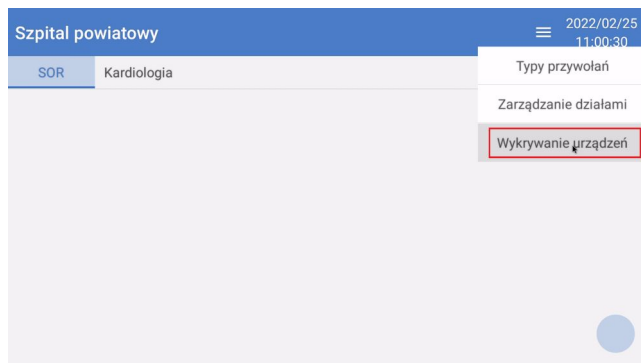 Szpital powiatowy
2022/02/25
11:00:30
SOR
Kardiologia
Typy przywołań
Zarządzanie działami
Wykrywanie urządzeń